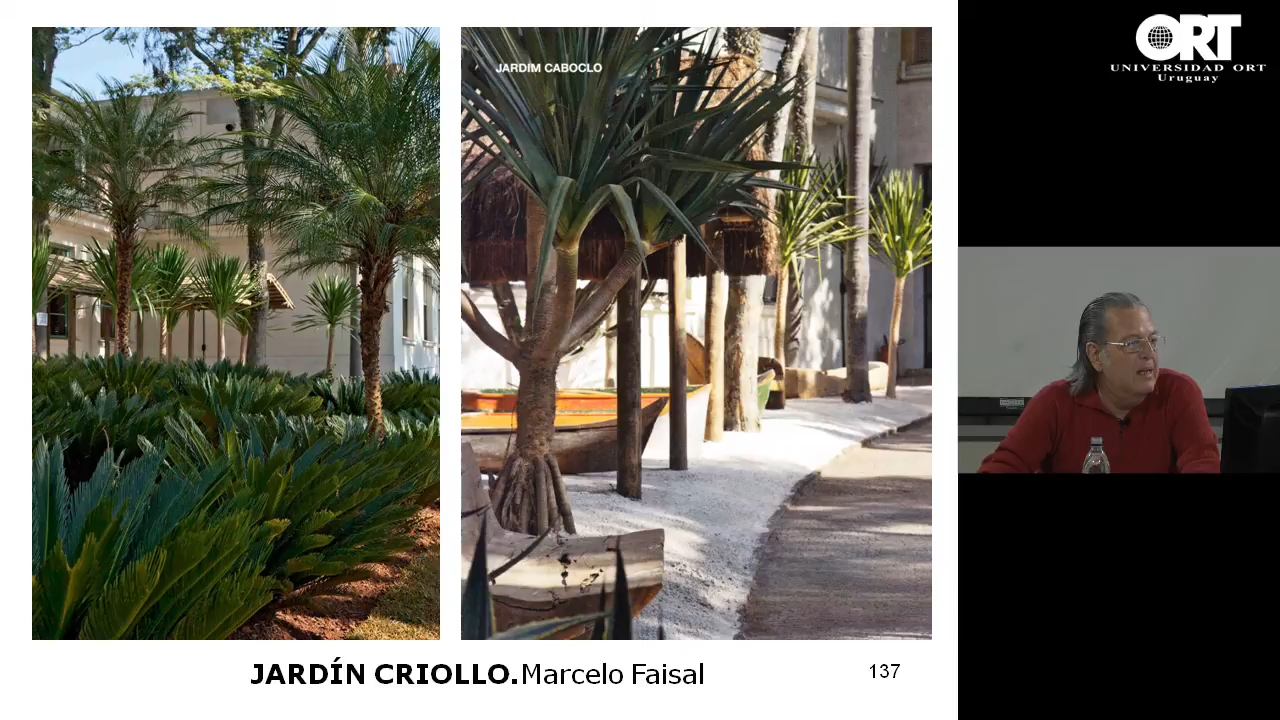 JARDIM CABOCLO
JARDÍN CRIOLLO.Marcelo Faisal
137
ORT
UNIVERSIDAD ORT
Uruguay